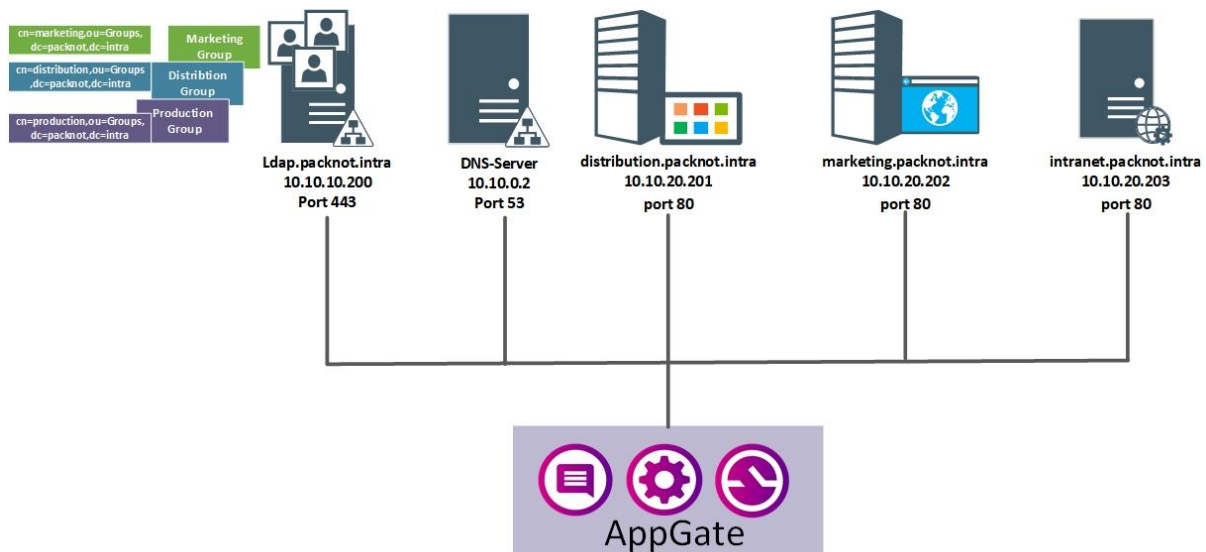 cn=marketing,ou=Groups,
dc=packnot,dc=intra
Marketing
Group
cn=distribution,ou=Groups
,dc=packnot,dc=intra
Distribtion
Group
cn=production,ou=Groups,
dc=packnot,dc=intra
Production
Group
Ldap.packnot.intra
10.10.10.200
Port 443
DNS-Server
10.10.0.2
Port 53
distribution.packnot.intra
10.10.20.201
port 80
marketing.packnot.intra
10.10.20.202
port 80
intranet.packnot.intra
10.10.20.203
port 80
AppGate